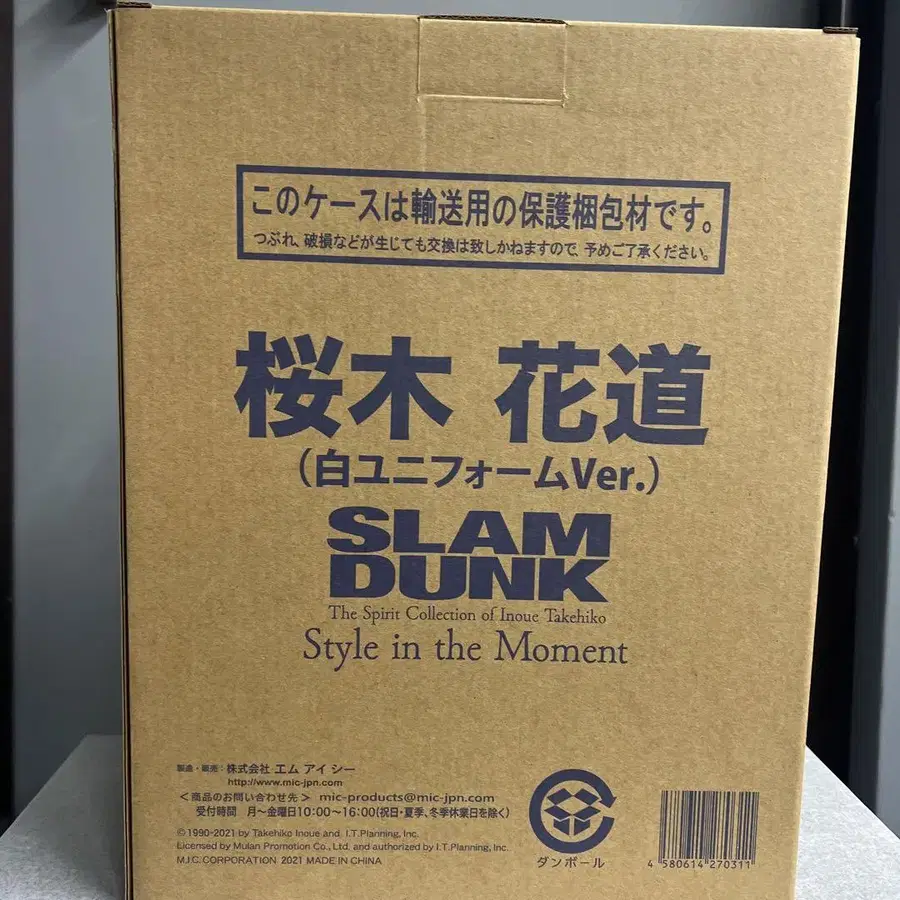 このケースは輸送用の保護梱包材です。
つぶれ、破損などが生じても交換は致しかねますので、予めご了承ください。
桜木 花道
（白ユニフォームVer.）
SLAM
DUNK
The Spirit Collection of Inoue Takehiko
Style in the Moment
製造・販売：株式会社 エム アイ シー
http://www.mic-jpn.com
＜商品のお問い合わせ先＞ mic-products@mic-jpn.com
受付時間 月〜金曜日10:00〜16:00(祝日・夏季、冬季休業日を除く)
©1990-2021 by Takehiko Inoue and I.T.Planning, Inc.
Licensed by Mulan Promotion Co., Ltd. and authorized by I.T.Planning, Inc.
M.I.C. CORPORATION 2021 MADE IN CHINA
ダンボール
4 580614 270311